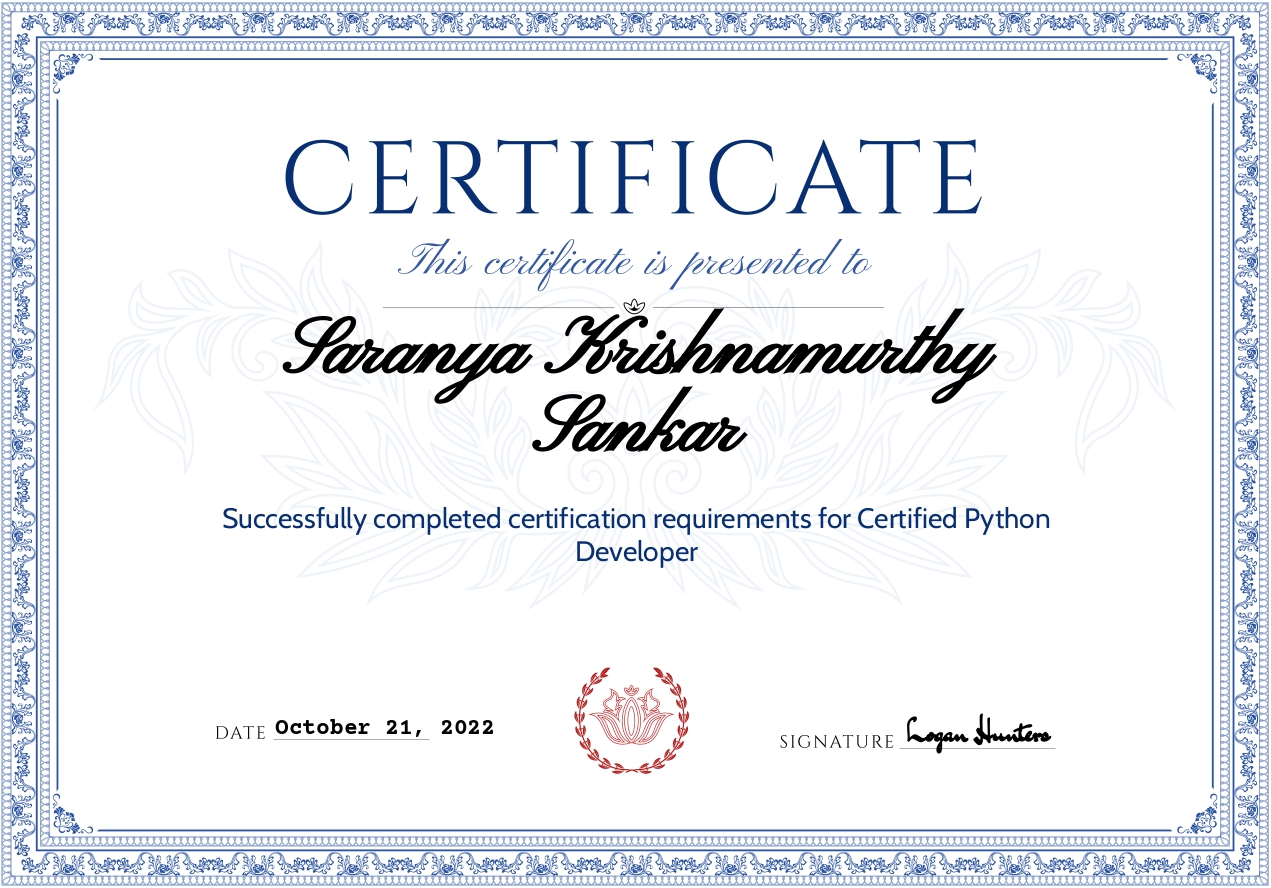 CERTIFICATE
This certificate is presented to
Saranya Krishnamurthy
Sankar
Successfully completed certification requirements for Certified Python
Developer
DATE October 21, 2022
SIGNATURE Logan Hunters